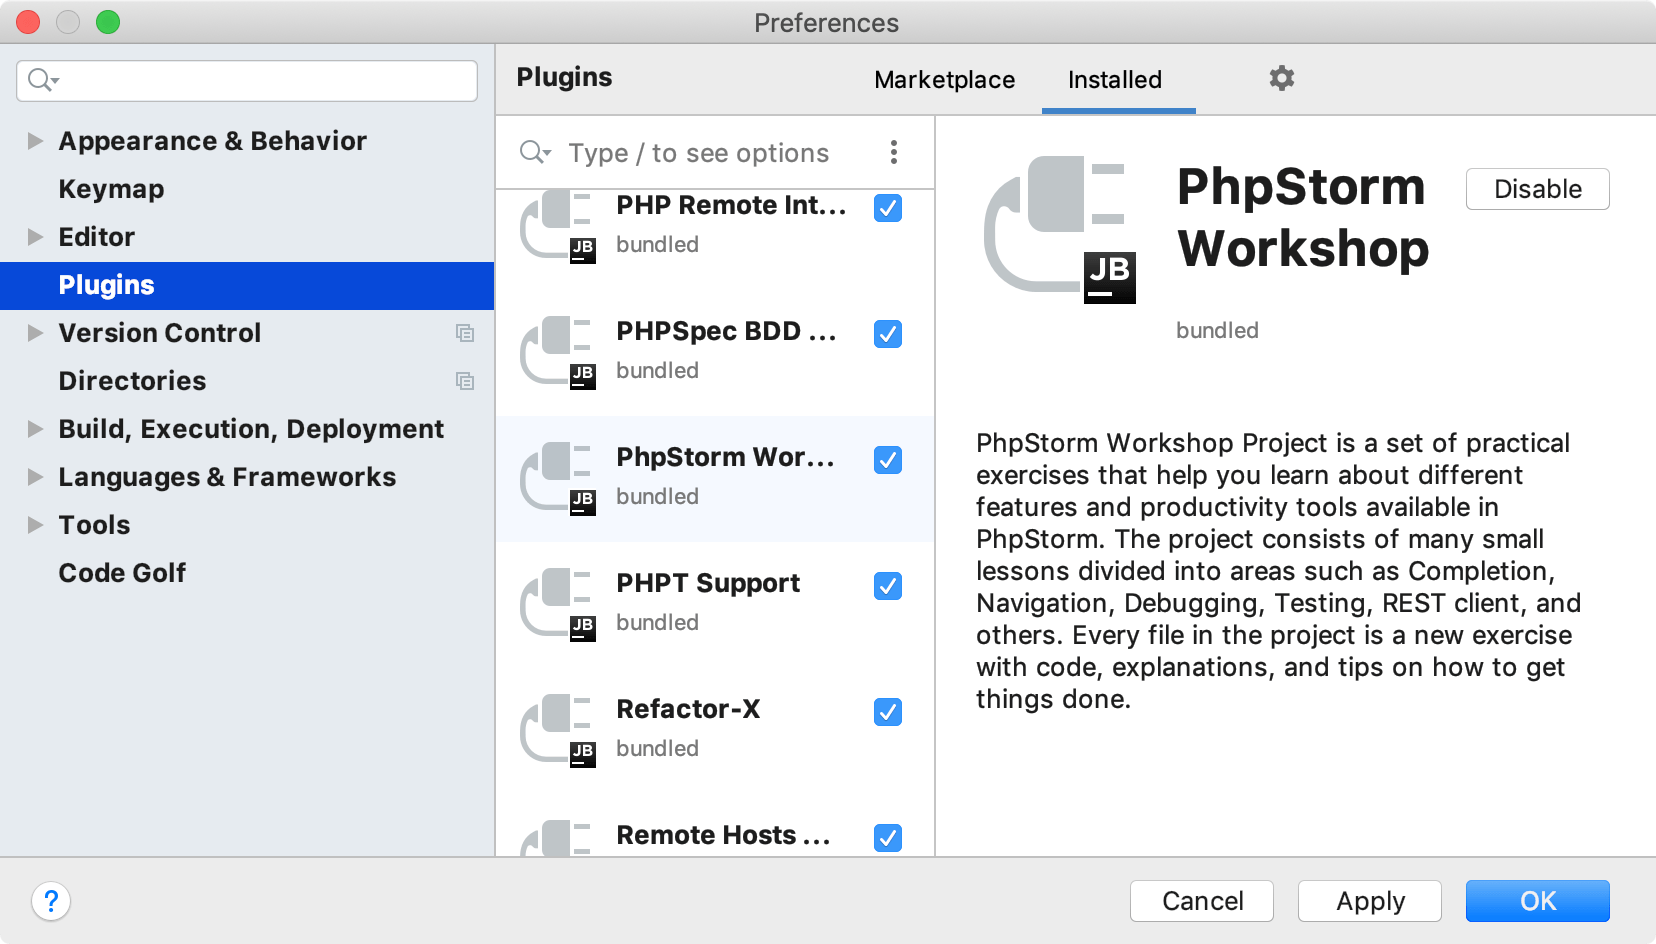 Preferences
Appearance & Behavior
Keymap
Editor
Plugins
Version Control
Directories
Build, Execution, Deployment
Languages & Frameworks
Tools
Code Golf
Plugins
Marketplace
Installed
Type / to see options
PHP Remote Int...
bundled
JB
PHPSpec BDD ...
bundled
JB
PhpStorm Wor...
bundled
JB
PHPT Support
bundled
JB
Refactor-X
bundled
JB
Remote Hosts ...
JB
PhpStorm
Workshop
Disable
bundled
PhpStorm Workshop Project is a set of practical
exercises that help you learn about different
features and productivity tools available in
PhpStorm. The project consists of many small
lessons divided into areas such as Completion,
Navigation, Debugging, Testing, REST client, and
others. Every file in the project is a new exercise
with code, explanations, and tips on how to get
things done.
?
Cancel
Apply
OK